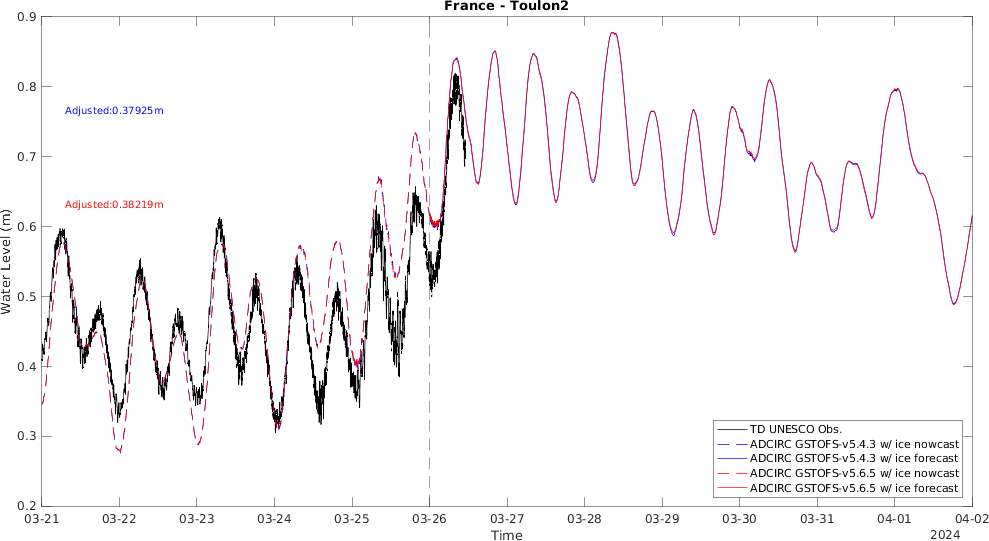 France - Toulon2
0.9
0.8
0.7
0.6
0.5
0.4
0.3
0.2
Water Level (m)
Adjusted:0.37925m
Adjusted:0.38219m
TD UNESCO Obs.
ADCIRC GSTOFS-v5.4.3 w/ ice nowcast
ADCIRC GSTOFS-v5.4.3 w/ ice forecast
ADCIRC GSTOFS-v5.6.5 w/ ice nowcast
ADCIRC GSTOFS-v5.6.5 w/ ice forecast
03-21 03-22 03-23 03-24 03-25 03-26 03-27 03-28 03-29 03-30 03-31 04-01 04-02
Time
2024